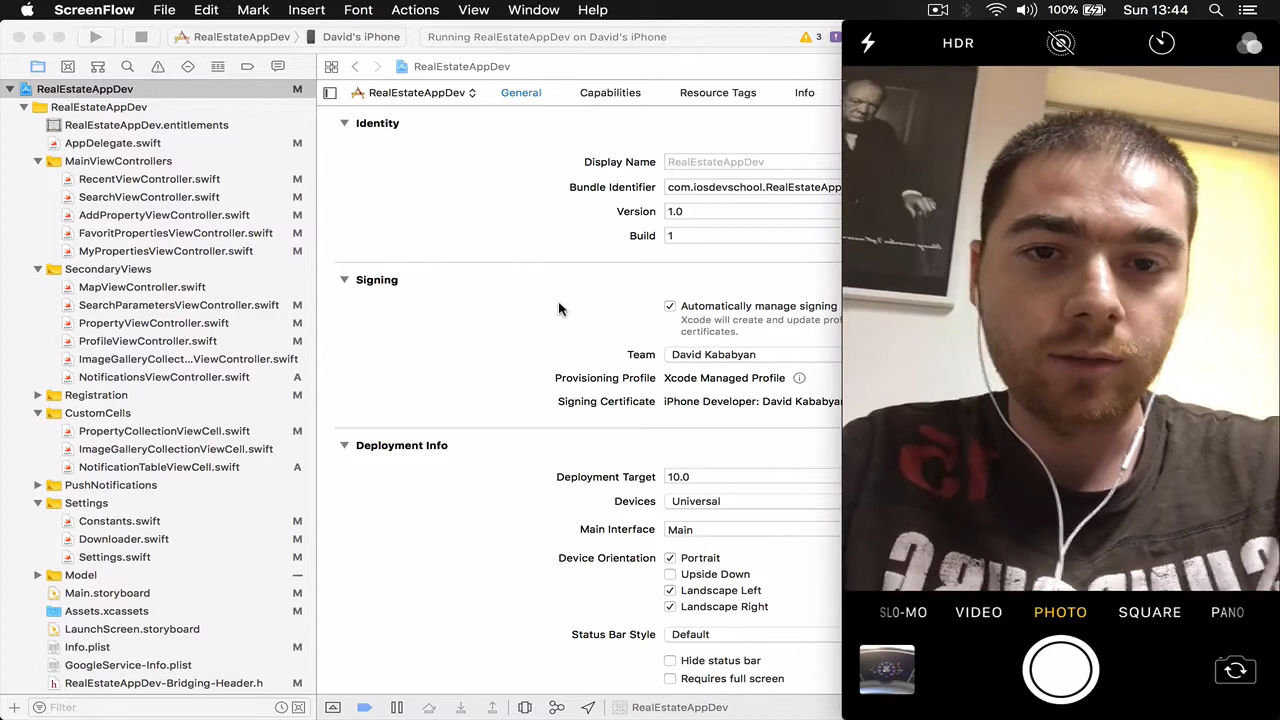 ScreenFlow File Edit Mark Insert Font Actions View Window Help 100% Sun 13:44
RealEstateAppDev David's iPhone Running RealEstateAppDev on David's iPhone 3
RealEstateAppDev
RealEstateAppDev M
RealEstateAppDev
RealEstateAppDev.entitlements
AppDelegate.swift M
MainViewControllers
RecentViewController.swift M
SearchViewController.swift M
AddPropertyViewController.swift M
FavoritPropertiesViewController.swift M
MyPropertiesViewController.swift M
SecondaryViews
MapViewController.swift
SearchParametersViewController.swift M
PropertyViewController.swift M
ProfileViewController.swift M
ImageGalleryCollect...ViewController.swift
NotificationsViewController.swift A
Registration
CustomCells
PropertyCollectionViewCell.swift M
ImageGalleryCollectionViewCell.swift
NotificationTableViewCell.swift A
PushNotifications
Settings
Constants.swift M
Downloader.swift M
Settings.swift M
Model —
Main.storyboard M
Assets.xcassets M
LaunchScreen.storyboard
Info.plist M
GoogleService-Info.plist
RealEstateAppDev-Bridging-Header.h M
Filter
RealEstateAppDev General Capabilities Resource Tags Info
Identity
Display Name RealEstateAppDev
Bundle Identifier com.iosdevschool.RealEstateApp
Version 1.0
Build 1
Signing
Automatically manage signing
Xcode will create and update
certificates.
Team David Kababyan
Provisioning Profile Xcode Managed Profile
Signing Certificate iPhone Developer: David Kababya
Deployment Info
Deployment Target 10.0
Devices Universal
Main Interface Main
Device Orientation Portrait
Upside Down
Landscape Left
Landscape Right
Status Bar Style Default
Hide status bar
Requires full screen
RealEstateAppDev
HDR
SLO-MO VIDEO PHOTO SQUARE PANO